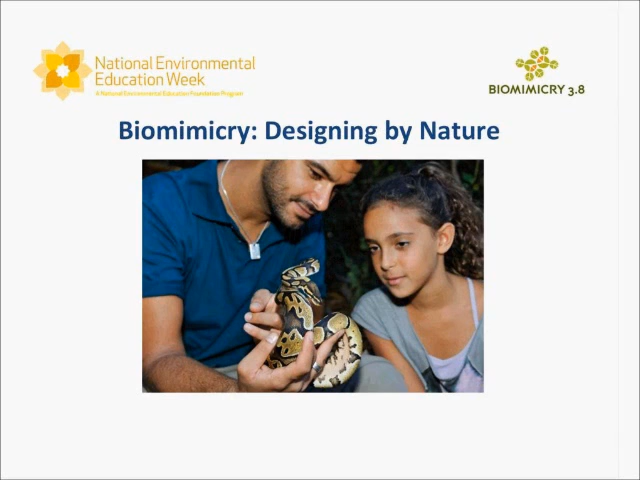 National Environmental
Education Week
A National Environmental Education Foundation Program
BIOMIMICRY 3.8
Biomimicry: Designing by Nature